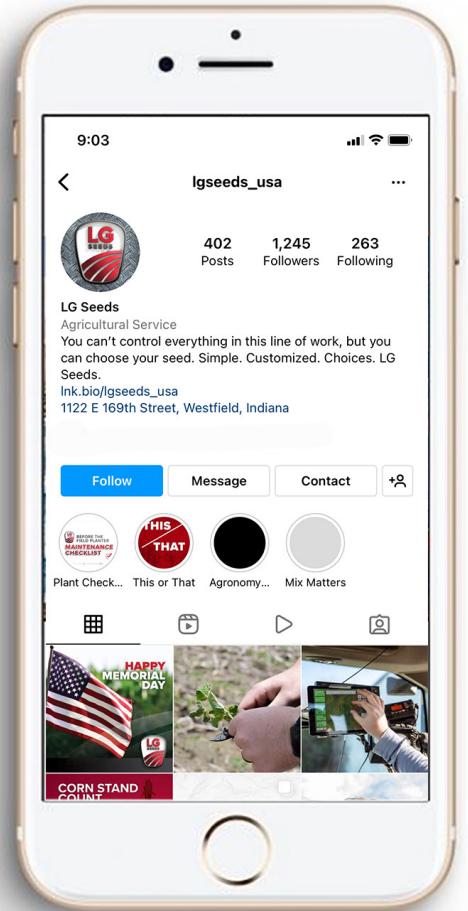 9:03
lgseeds_usa
LG
SEEDS
402
Posts
1,245
Followers
263
Following
LG Seeds
Agricultural Service
You can't control everything in this line of work, but you
can choose your seed. Simple. Customized. Choices. LG
Seeds.
lnk.bio/lgseeds_usa
1122 E 169th Street, Westfield, Indiana
Follow
Message
Contact
BEFORE THE
FIELD PLANTER
MAINTENANCE
CHECKLIST
THIS
THAT
Plant Check...
This or That
Agronomy...
Mix Matters
HAPPY
MEMORIAL
DAY
LG
SEEDS
CORN STAND
COUNT